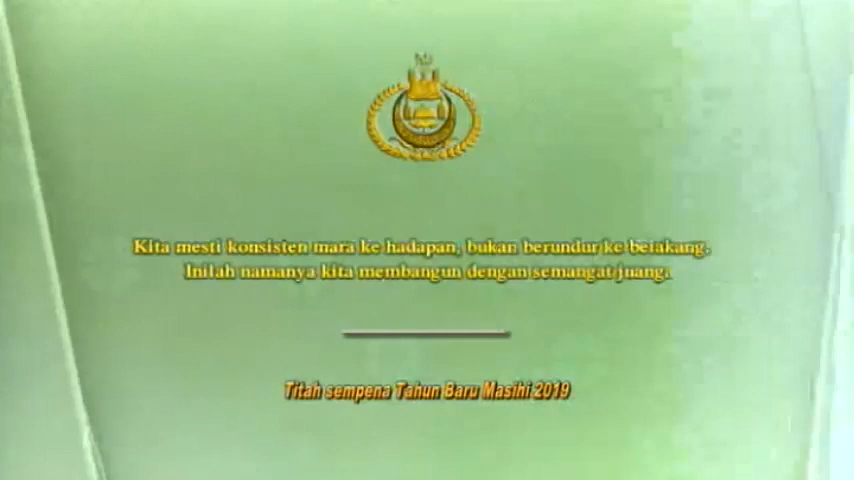 Kita mesti konsisten mara ke hadapan, bukan berundur ke belakang.
Inilah namanya kita membangun dengan semangat juang.
Titah sempena Tahun Baru Masihi 2019